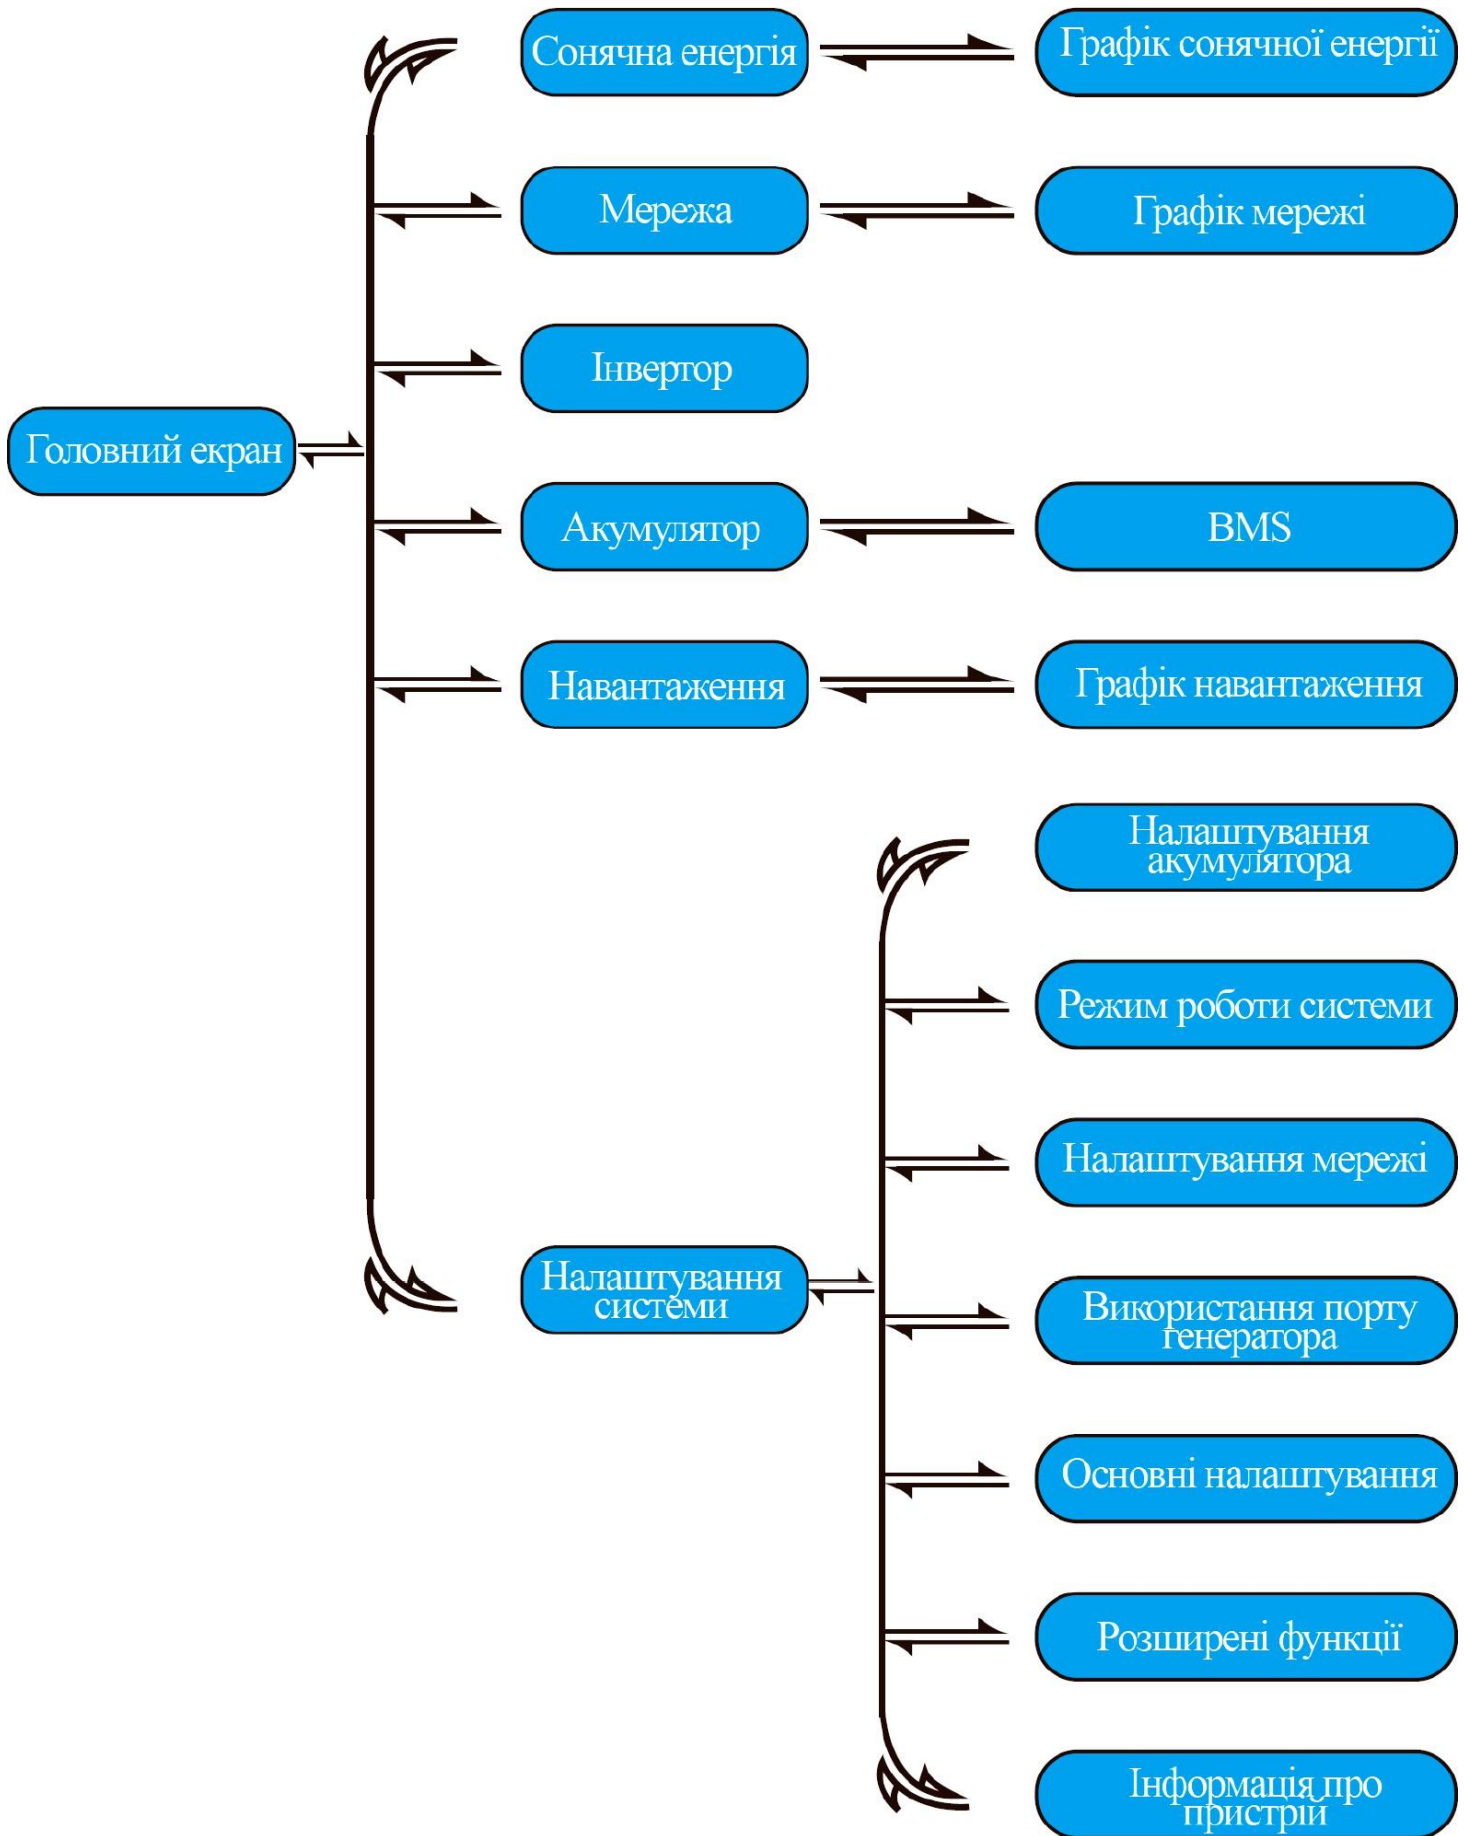 Сонячна енергія
Графік сонячної енергії
Мережа
Графік мережі
Інвертор
Головний екран
Акумулятор
BMS
Навантаження
Графік навантаження
Налаштування
акумулятора
Режим роботи системи
Налаштування мережі
Налаштування
системи
Використання порту
генератора
Основні налаштування
Розширені функції
Інформація про
пристрій